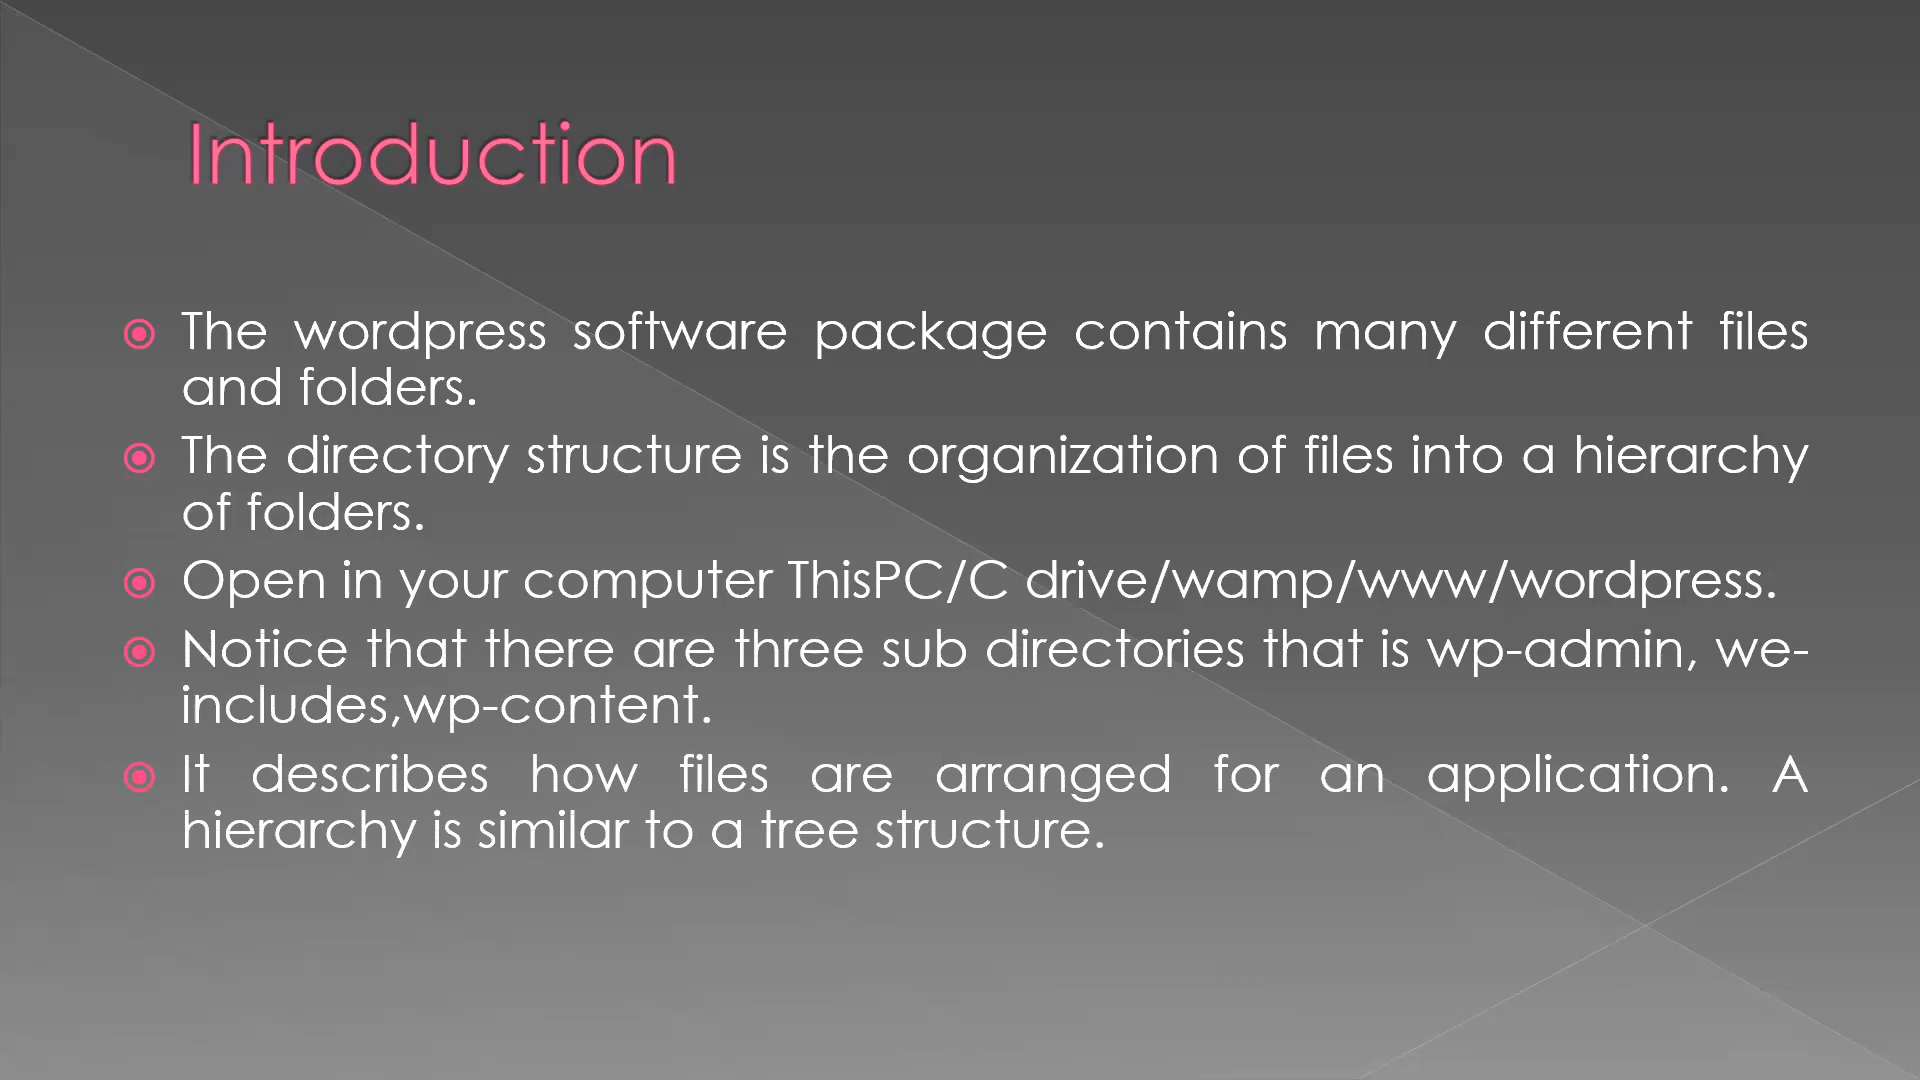 Introduction
The wordpress software package contains many different files
and folders.
The directory structure is the organization of files into a hierarchy
of folders.
Open in your computer ThisPC/C drive/wamp/www/wordpress.
Notice that there are three sub directories that is wp-admin, we-
includes,wp-content.
It describes how files are arranged for an application. A
hierarchy is similar to a tree structure.